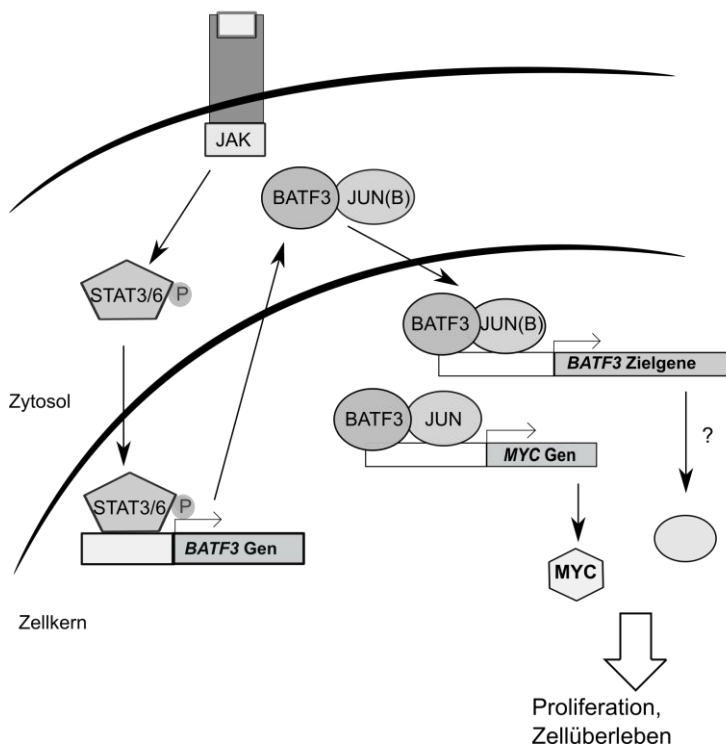 JAK
BATF3 JUN(B)
STAT3/6 P
BATF3 JUN(B)
BATF3 Zielgene
Zytosol
BATF3 JUN
?
MYC Gen
STAT3/6 P
BATF3 Gen
MYC
Zellkern
Proliferation,
Zellüberleben